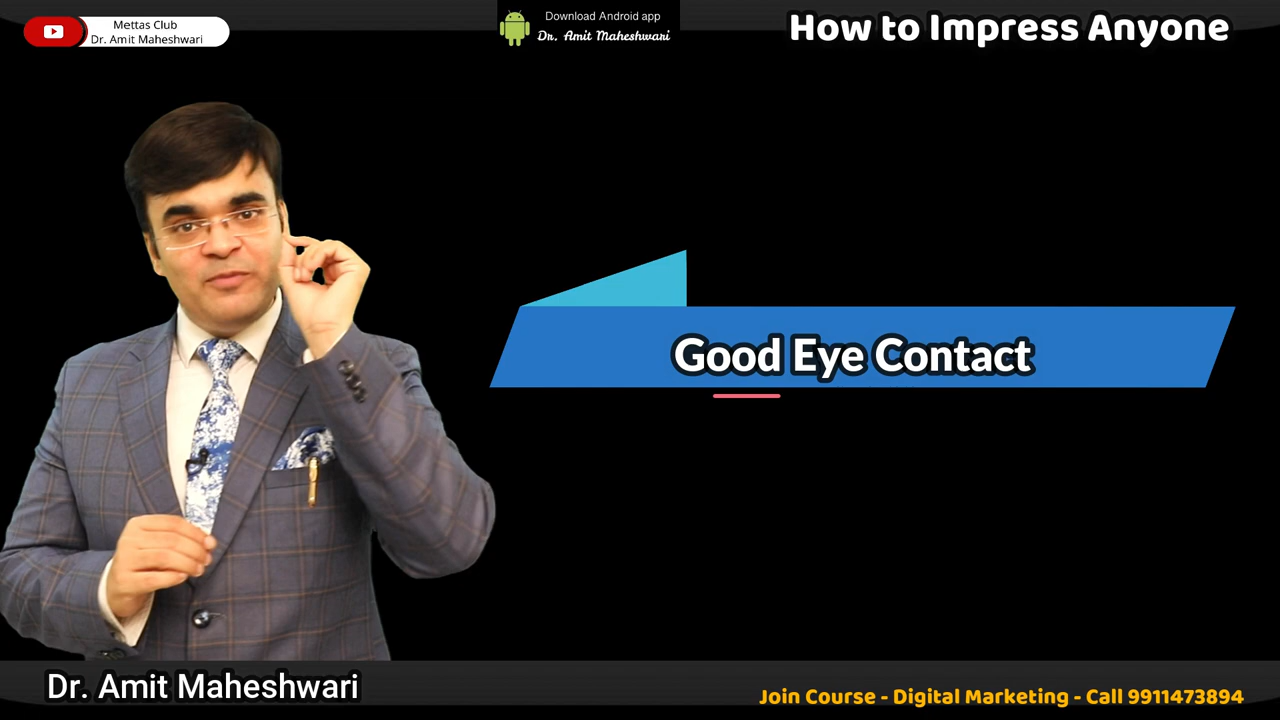 Mettas Club
Dr. Amit Maheshwari
Download Android app
Dr. Amit Maheshwari
How to Impress Anyone
Good Eye Contact
Dr. Amit Maheshwari
Join Course - Digital Marketing - Call 9911473894